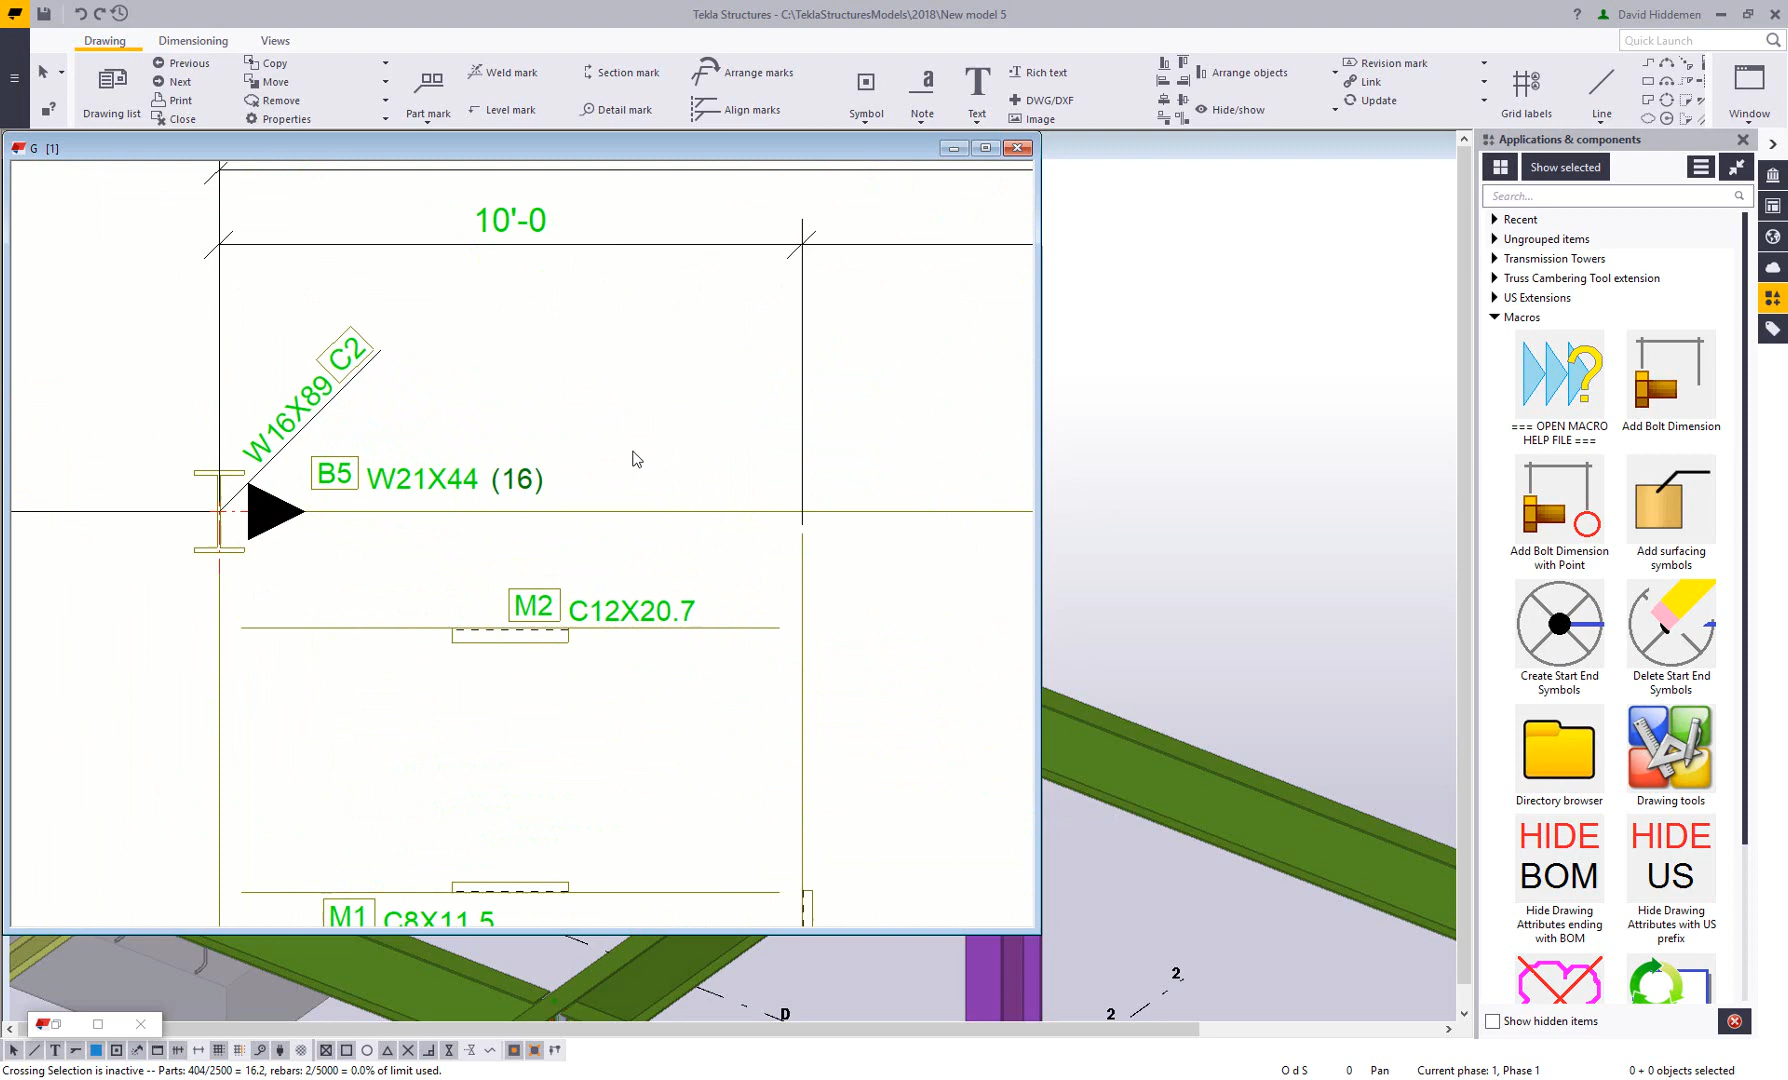 Tekla Structures - C:\TeklaStructuresModels\2018\New model 5
?
David Hiddemen
Drawing
Dimensioning
Views
Quick Launch
Drawing list
Previous
Next
Print
Close
Copy
Move
Remove
Properties
Part mark
Weld mark
Level mark
Section mark
Detail mark
Arrange marks
Align marks
Symbol
Note
Text
Rich text
DWG/DXF
Image
Arrange objects
Hide/show
Revision mark
Link
Update
Grid labels
Line
Window
G [1]
10'-0
W16X89 C2
B5 W21X44 (16)
M2 C12X20.7
M1 C8X11.5
2
2
D
Applications & components
Show selected
Search...
Recent
Ungrouped items
Transmission Towers
Truss Cambering Tool extension
US Extensions
Macros
=== OPEN MACRO HELP FILE ===
Add Bolt Dimension
Add Bolt Dimension with Point
Add surfacing symbols
Create Start End Symbols
Delete Start End Symbols
Directory browser
Drawing tools
HIDE BOM
HIDE US
Hide Drawing Attributes ending with BOM
Hide Drawing Attributes with US prefix
Show hidden items
Crossing Selection is inactive -- Parts: 404/2500 = 16.2, rebars: 2/5000 = 0.0% of limit used.
O d S
0
Pan
Current phase: 1, Phase 1
0 + 0 objects selected